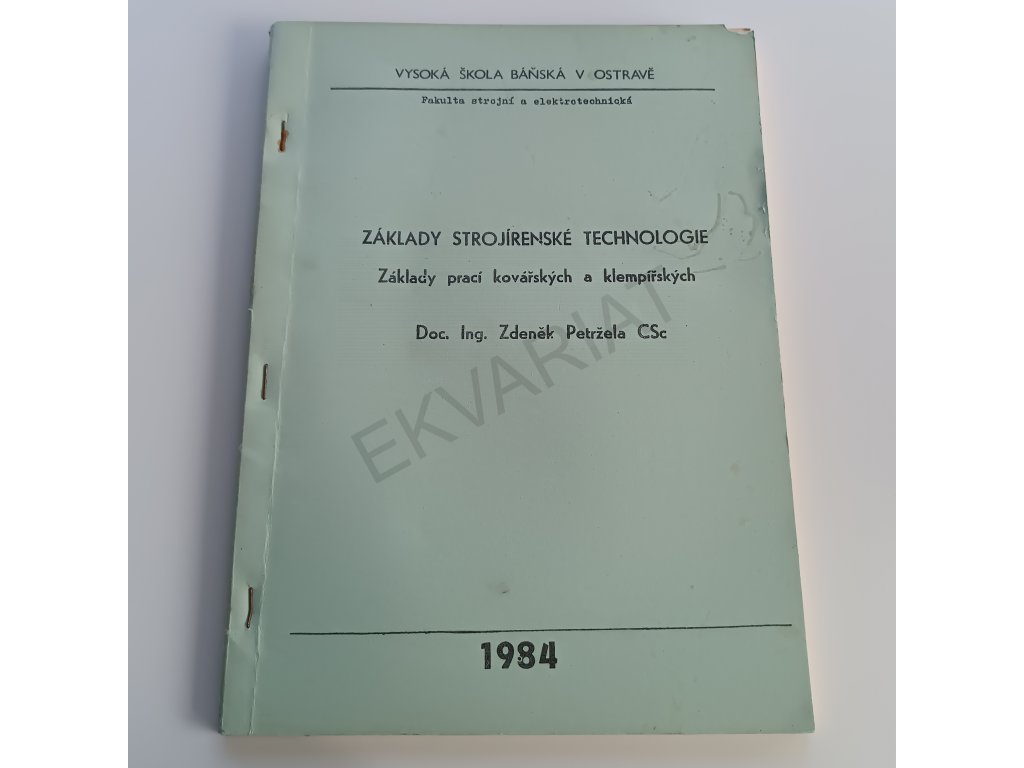 VYSOKÁ ŠKOLA BÁŇSKÁ V OSTRAVĚ
Fakulta strojní a elektrotechnická
ZÁKLADY STROJÍRENSKÉ TECHNOLOGIE
Základy prací kovářských a klempířských
Doc. Ing. Zdeněk Petržela CSc
EKVARIAT
1984